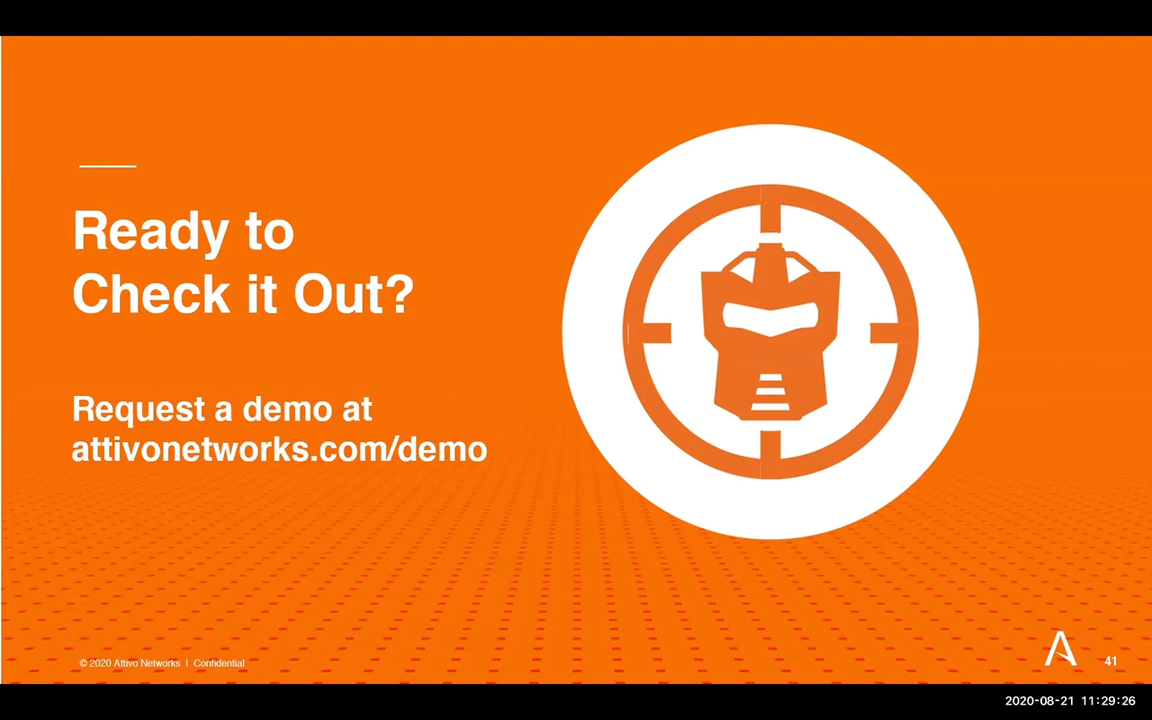 Ready to
Check it Out?
Request a demo at
attivonetworks.com/demo
© 2020 Attivo Networks | Confidential
41
2020-08-21 11:29:26